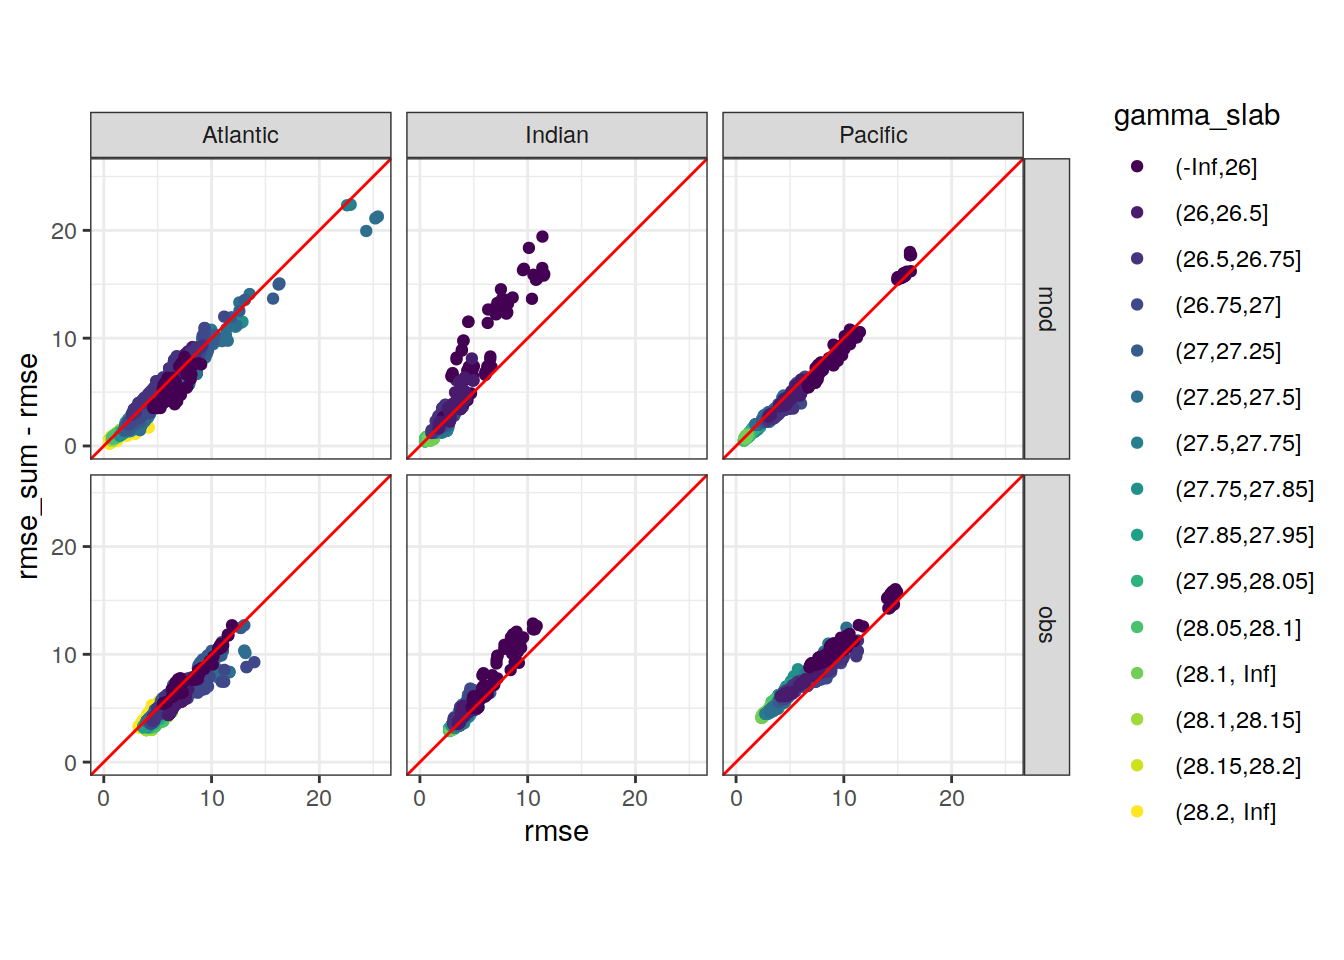 Atlantic
Indian
Pacific
gamma_slab
(-Inf,26]
(26,26.5]
(26.5,26.75]
(26.75,27]
(27,27.25]
(27.25,27.5]
(27.5,27.75]
(27.75,27.85]
(27.85,27.95]
(27.95,28.05]
(28.05,28.1]
(28.1, Inf]
(28.1,28.15]
(28.15,28.2]
(28.2, Inf]
mod
obs
20
10
0
20
10
0
rmse_sum - rmse
0 10 20 0 10 20 0 10 20
rmse